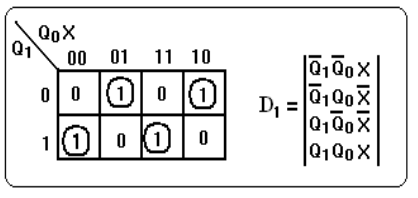 Q₀X
Q₁
00 01 11 10
0 0 1 0 1
1 1 0 1 0
D₁ =
Q̅₁Q̅₀X
Q̅₁Q₀X̅
Q₁Q̅₀X̅
Q₁Q₀X